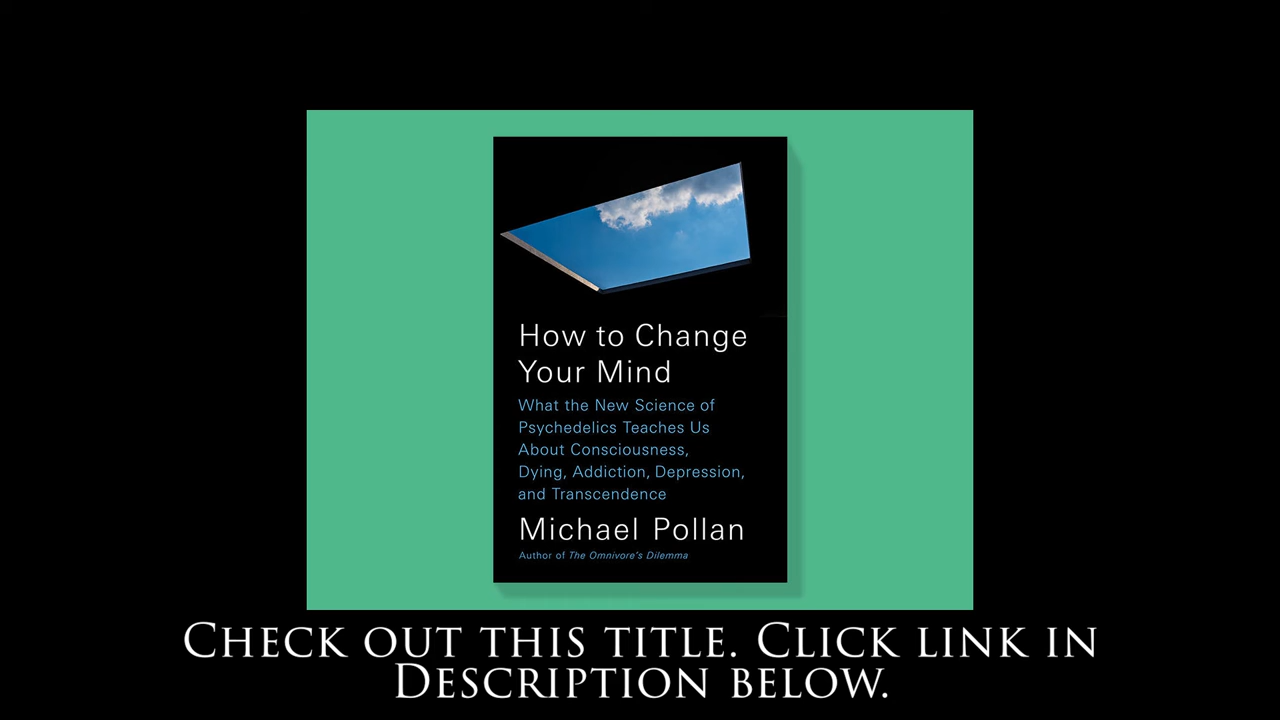 How to Change
Your Mind
What the New Science of
Psychedelics Teaches Us
About Consciousness,
Dying, Addiction, Depression,
and Transcendence
Michael Pollan
Author of The Omnivore's Dilemma
Check out this title. Click link in
Description below.